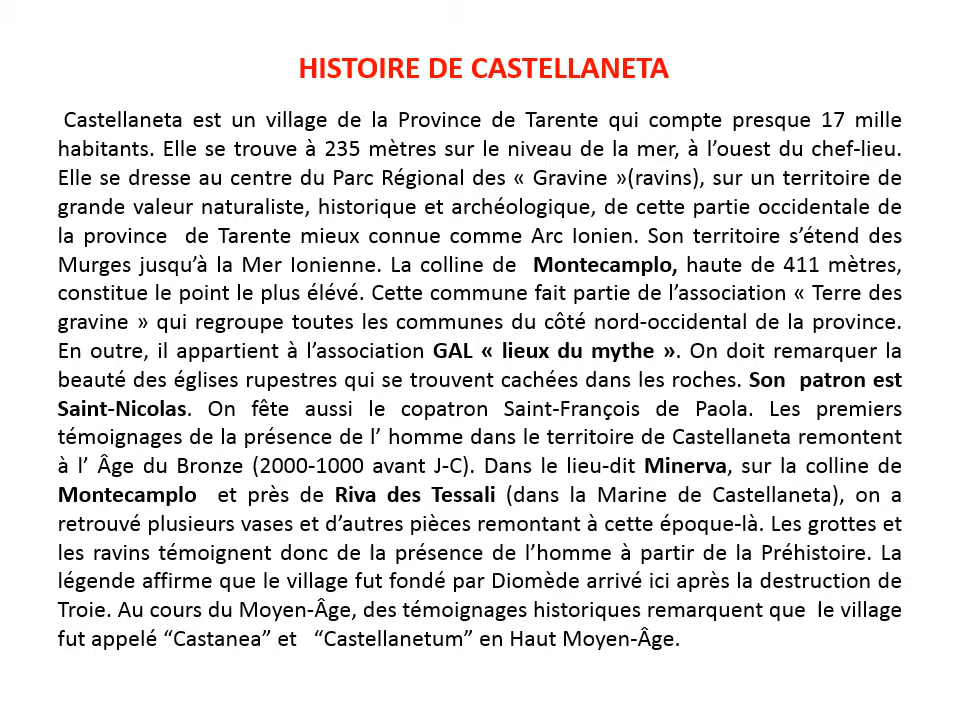 HISTOIRE DE CASTELLANETA
Castellaneta est un village de la Province de Tarente qui compte presque 17 mille
habitants. Elle se trouve à 235 mètres sur le niveau de la mer, à l’ouest du chef-lieu.
Elle se dresse au centre du Parc Régional des « Gravine »(ravins), sur un territoire de
grande valeur naturaliste, historique et archéologique, de cette partie occidentale de
la province  de Tarente mieux connue comme Arc Ionien. Son territoire s’étend des
Murges jusqu’à la Mer Ionienne. La colline de  Montecamplo, haute de 411 mètres,
constitue le point le plus élévé. Cette commune fait partie de l’association « Terre des
gravine » qui regroupe toutes les communes du côté nord-occidental de la province.
En outre, il appartient à l’association GAL « lieux du mythe ». On doit remarquer la
beauté des églises rupestres qui se trouvent cachées dans les roches. Son  patron est
Saint-Nicolas. On fête aussi le copatron Saint-François de Paola. Les premiers
témoignages de la présence de l’ homme dans le territoire de Castellaneta remontent
à l’ Âge du Bronze (2000-1000 avant J-C). Dans le lieu-dit Minerva, sur la colline de
Montecamplo  et près de Riva des Tessali (dans la Marine de Castellaneta), on a
retrouvé plusieurs vases et d’autres pièces remontant à cette époque-là. Les grottes et
les ravins témoignent donc de la présence de l’homme à partir de la Préhistoire. La
légende affirme que le village fut fondé par Diomède arrivé ici après la destruction de
Troie. Au cours du Moyen-Âge, des témoignages historiques remarquent que  le village
fut appelé “Castanea” et  “Castellanetum” en Haut Moyen-Âge.